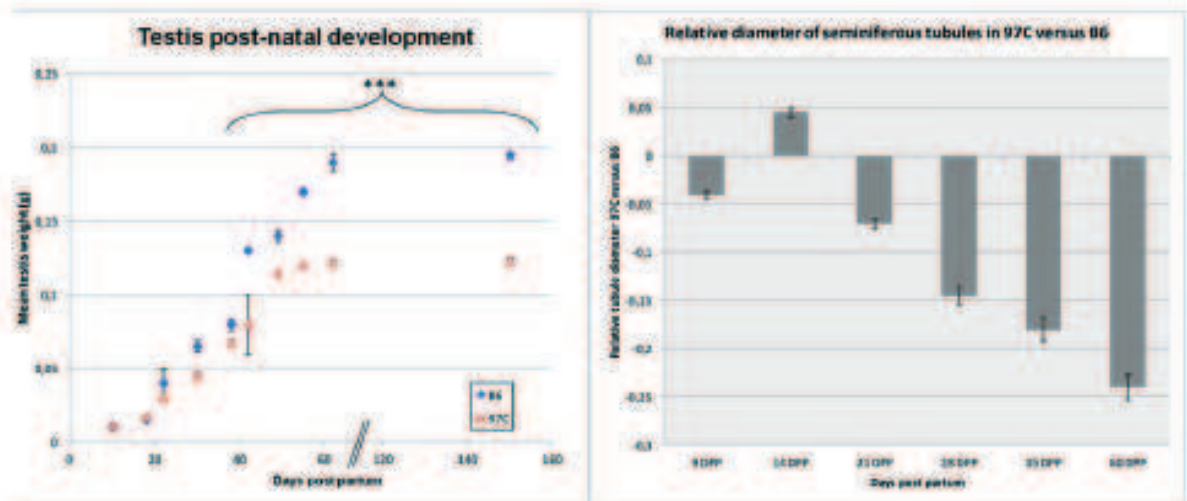 Testis post-natal development
0,25
0,2
0,15
0,1
0,05
0
Mean testis weight (g)
***
B6
97C
0 20 40 60 120 140 160
Days post partum
Relative diameter of seminiferous tubules in 97C versus B6
0,1
0,05
0
-0,05
-0,1
-0,15
-0,2
-0,25
-0,3
Relative tubule diameter 97C versus B6
9 DPP 14 DPP 21 DPP 28 DPP 35 DPP 60 DPP
Days post partum